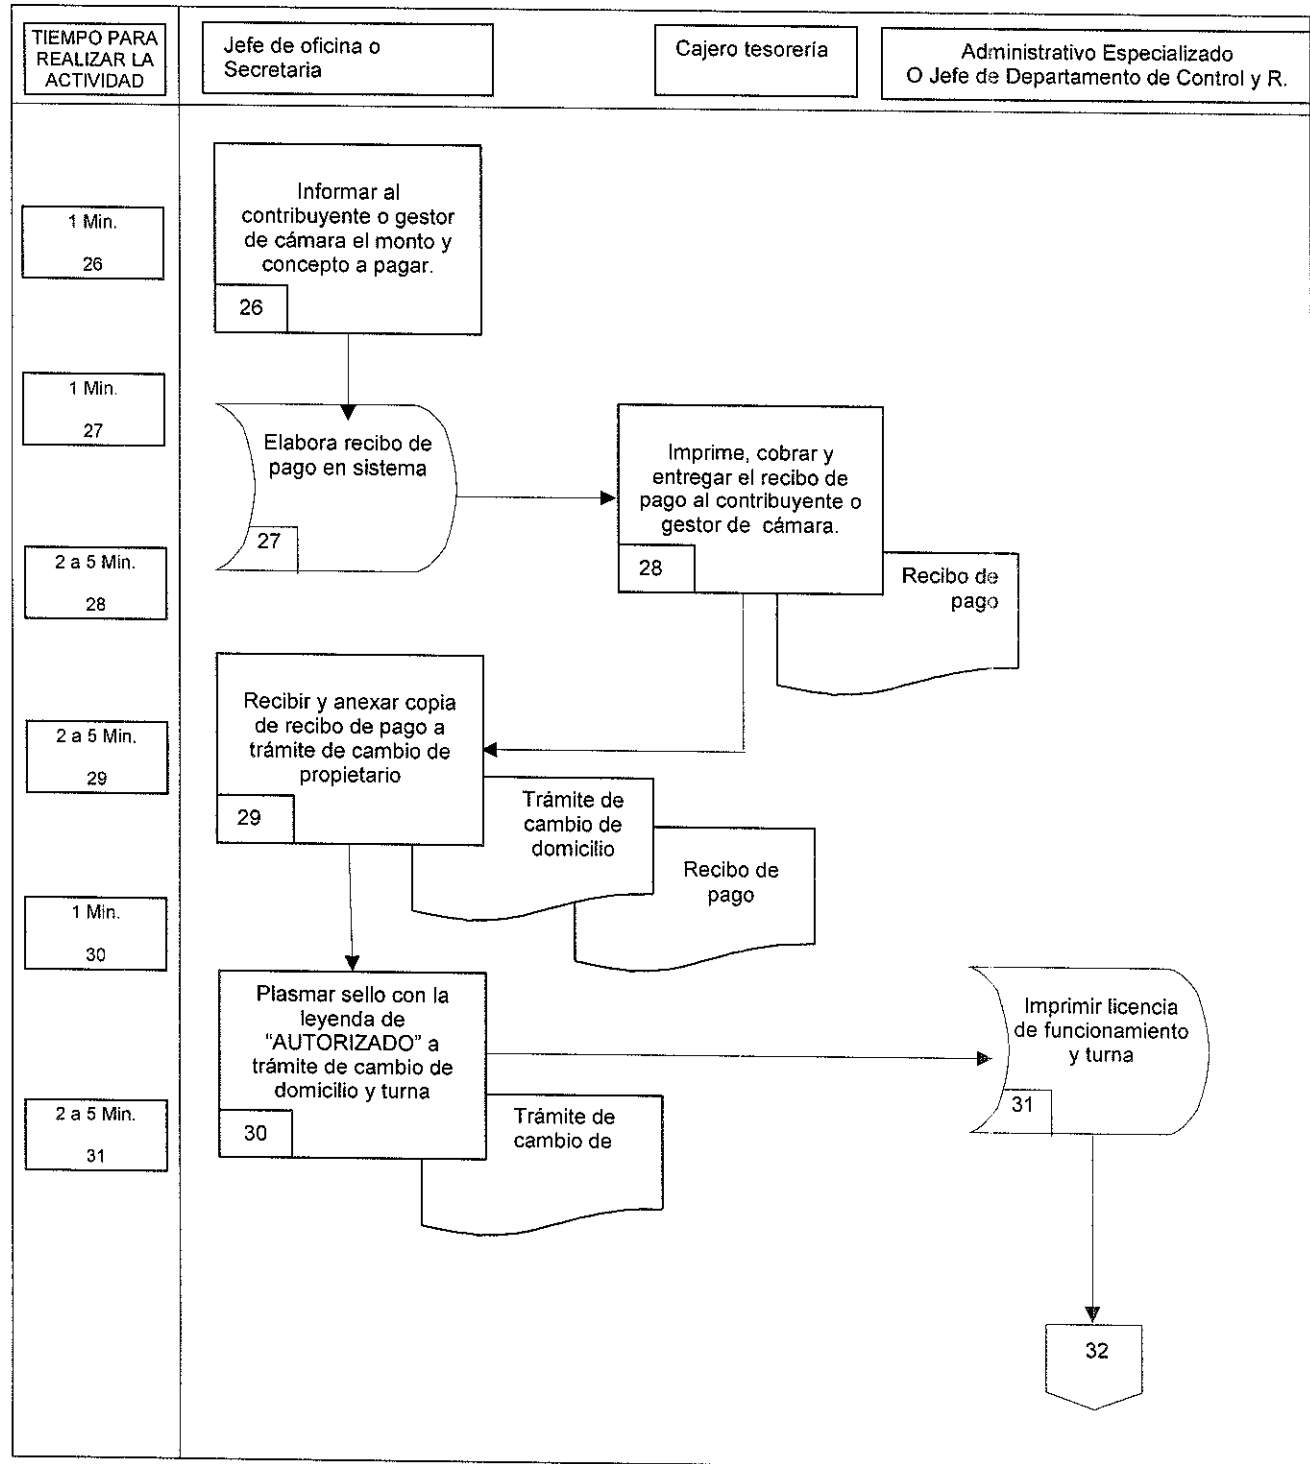 TIEMPO PARA
REALIZAR LA
ACTIVIDAD
Jefe de oficina o
Secretaria
Cajero tesorería
Administrativo Especializado
O Jefe de Departamento de Control y R.
1 Min.
26
Informar al
contribuyente o gestor
de cámara el monto y
concepto a pagar.
26
1 Min.
27
Elabora recibo de
pago en sistema
27
Imprime, cobrar y
entregar el recibo de
pago al contribuyente o
gestor de cámara.
28
Recibo de
pago
2 a 5 Min.
28
2 a 5 Min.
29
Recibir y anexar copia
de recibo de pago a
trámite de cambio de
propietario
29
Trámite de
cambio de
domicilio
Recibo de
pago
1 Min.
30
Plasmar sello con la
leyenda de
“AUTORIZADO” a
trámite de cambio de
domicilio y turna
30
Trámite de
cambio de
Imprimir licencia
de funcionamiento
y turna
31
2 a 5 Min.
31
32